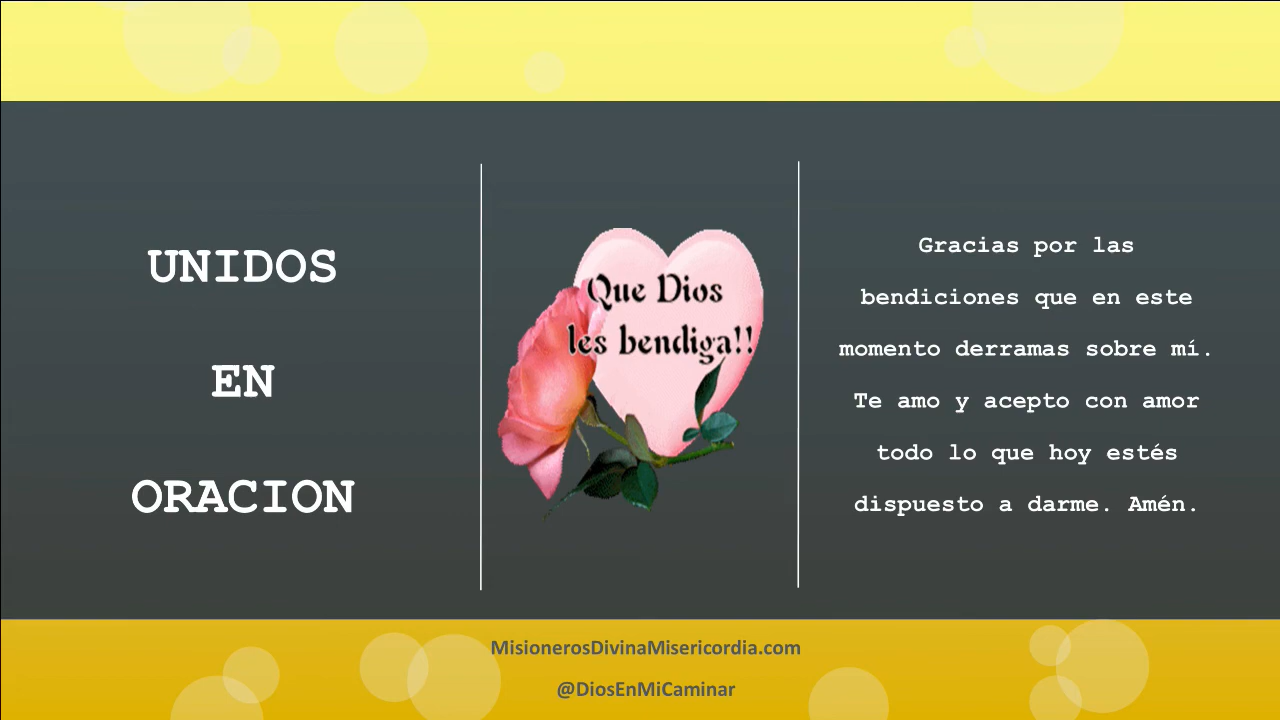 UNIDOS
EN
ORACION
Que Dios
les bendiga!!
Gracias por las
bendiciones que en este
momento derramas sobre mí.
Te amo y acepto con amor
todo lo que hoy estés
dispuesto a darme. Amén.
MisionerosDivinaMisericordia.com
@DiosEnMiCaminar